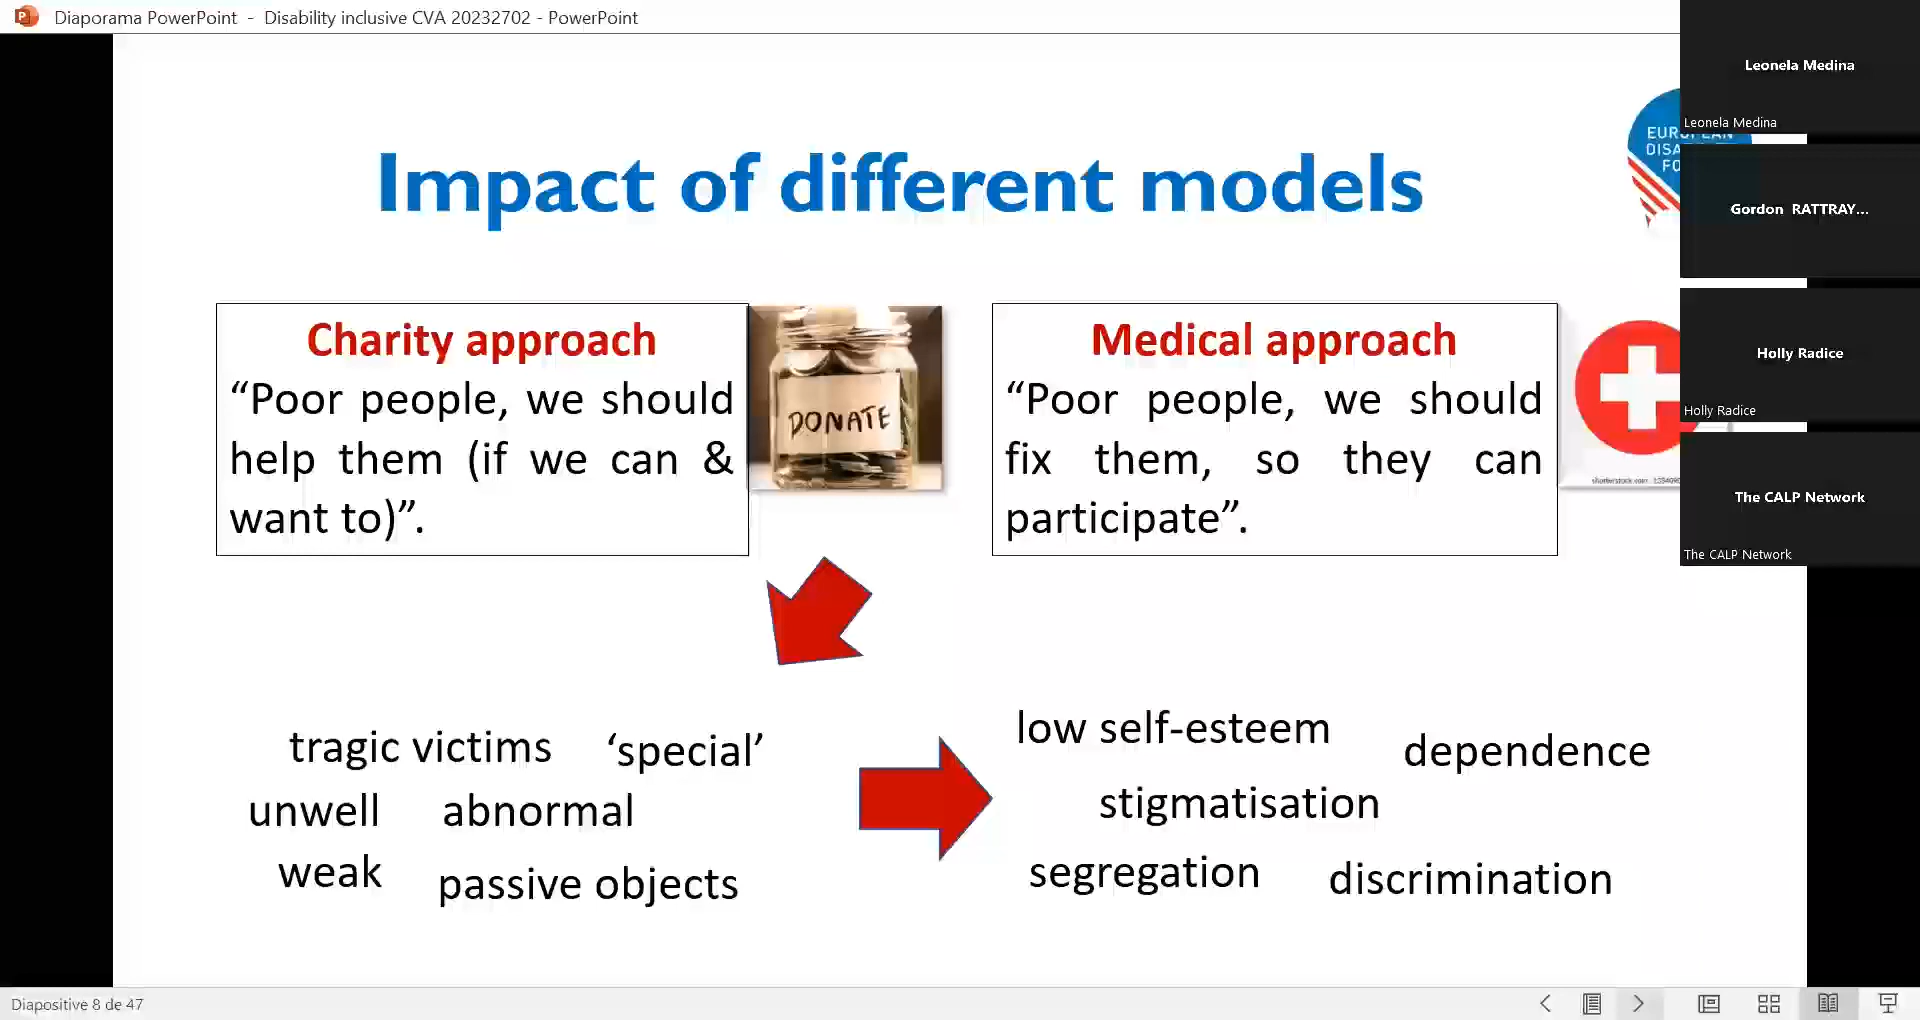 Diaporama PowerPoint - Disability inclusive CVA 20232702 - PowerPoint
Leonela Medina
Leonela Medina
EUROPEAN
DISA
FO
Gordon RATTRAY...
Holly Radice
Holly Radice
The CALP Network
The CALP Network
Impact of different models
Charity approach
“Poor people, we should
help them (if we can &
want to)”.
DONATE
Medical approach
“Poor people, we should
fix them, so they can
participate”.
tragic victims ‘special’
unwell abnormal
weak passive objects
low self-esteem
dependence
stigmatisation
segregation discrimination
Diapositive 8 de 47